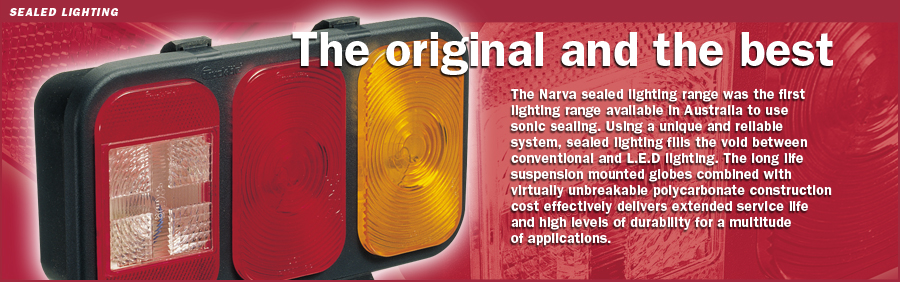 SEALED LIGHTING
The original and the best
The Narva sealed lighting range was the first
lighting range available in Australia to use
sonic sealing. Using a unique and reliable
system, sealed lighting fills the void between
conventional and L.E.D lighting. The long life
suspension mounted globes combined with
virtually unbreakable polycarbonate construction
cost effectively delivers extended service life
and high levels of durability for a multitude
of applications.